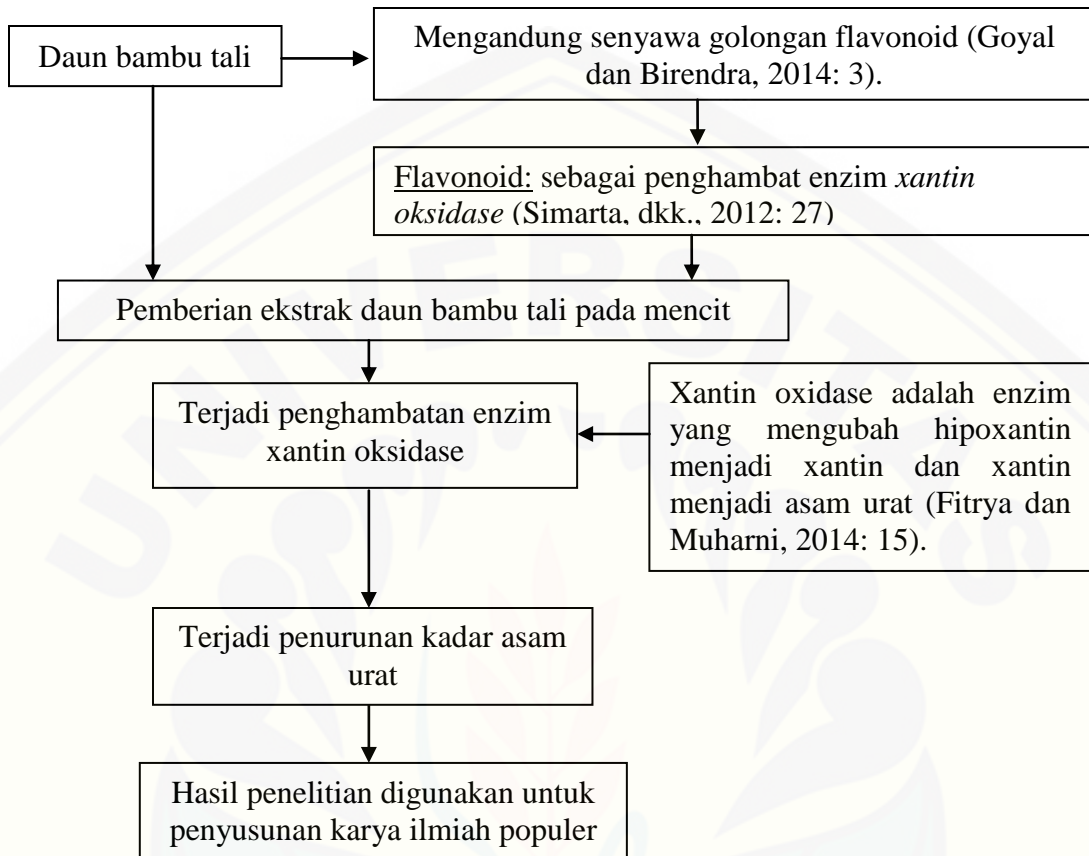 Daun bambu tali
Mengandung senyawa golongan flavonoid (Goyal
dan Birendra, 2014: 3).
Flavonoid: sebagai penghambat enzim xantin
oksidase (Simarta, dkk., 2012: 27)
Pemberian ekstrak daun bambu tali pada mencit
Terjadi penghambatan enzim
xantin oksidase
Xantin oxidase adalah enzim
yang mengubah hipoxantin
menjadi xantin dan xantin
menjadi asam urat (Fitrya dan
Muharni, 2014: 15).
Terjadi penurunan kadar asam
urat
Hasil penelitian digunakan untuk
penyusunan karya ilmiah populer
UNIVERSITAS